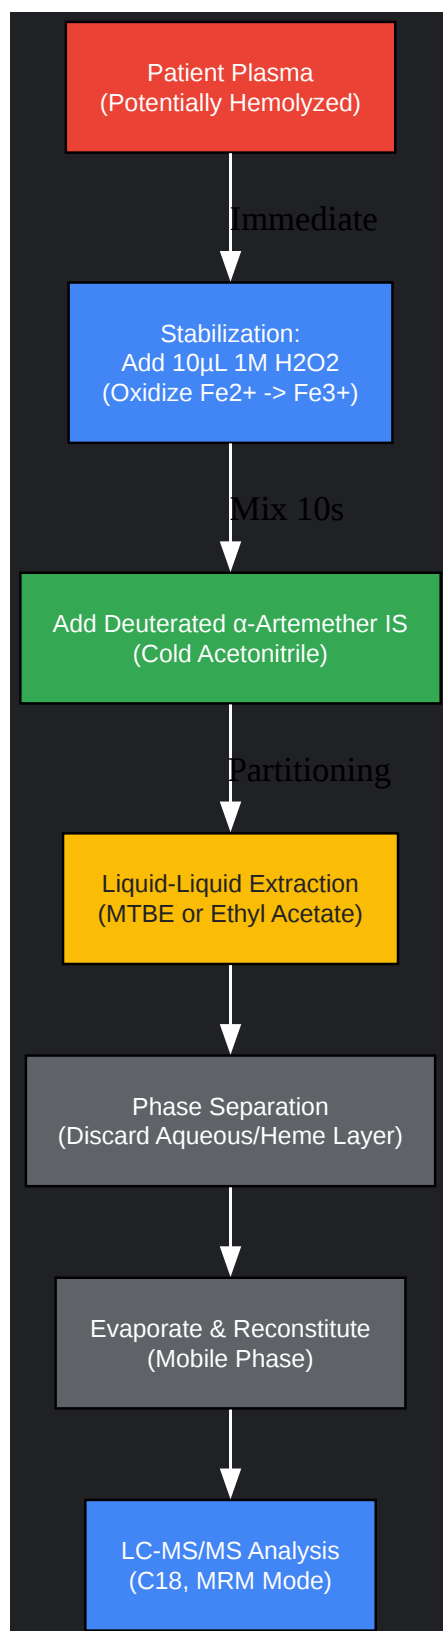 Patient Plasma
(Potentially Hemolyzed)
Immediate
Stabilization:
Add 10µL 1M H2O2
(Oxidize Fe2+ -> Fe3+)
Mix 10s
Add Deuterated α-Artemether IS
(Cold Acetonitrile)
Partitioning
Liquid-Liquid Extraction
(MTBE or Ethyl Acetate)
Phase Separation
(Discard Aqueous/Heme Layer)
Evaporate & Reconstitute
(Mobile Phase)
LC-MS/MS Analysis
(C18, MRM Mode)